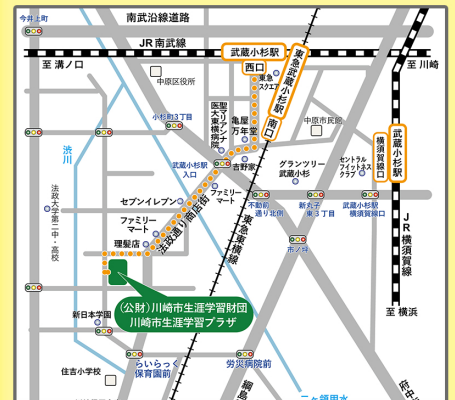 今井上町
南武沿線道路
JR南武線
武蔵小杉駅
西口
至 溝ノ口
至 川崎
東急武蔵小杉駅 南口
東急
スクエア
中原区役所
小杉町3丁目
聖マリアンナ
医大東横病院
亀屋
万年堂
中原市民館
武蔵小杉駅
横須賀線口
渋川
武蔵小杉駅
入口
吉野家
グランツリー
武蔵小杉
セントラル
フィットネス
クラブ
ファミリー
マート
法政大学第二中・高校
セブンイレブン
法政通り商店街
不動前
通り北側
新丸子
東3丁目
武蔵小杉駅
横須賀線口
ファミリー
マート
理髪店
東急東横線
市ノ坪
JR横須賀線
(公財)川崎市生涯学習財団
川崎市生涯学習プラザ
至 横浜
新日本学園
らいらっく
保育園前
労災病院前
住吉小学校
綱島
二ヶ領用水
府中